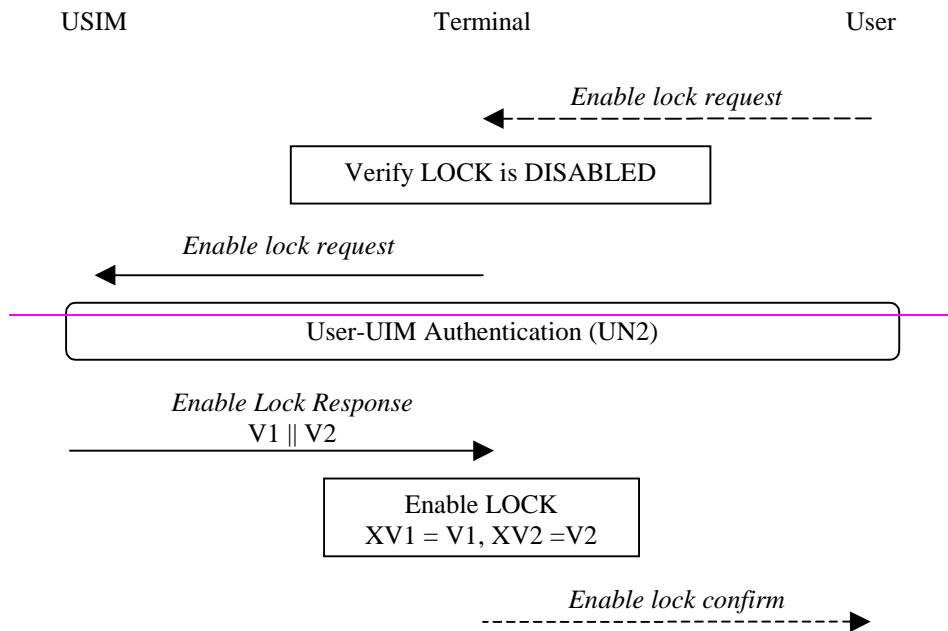 USIM Terminal User
Enable lock request
Verify LOCK is DISABLED
Enable lock request
User-UIM Authentication (UN2)
Enable Lock Response
V1 || V2
Enable LOCK
XV1 = V1, XV2 =V2
Enable lock confirm